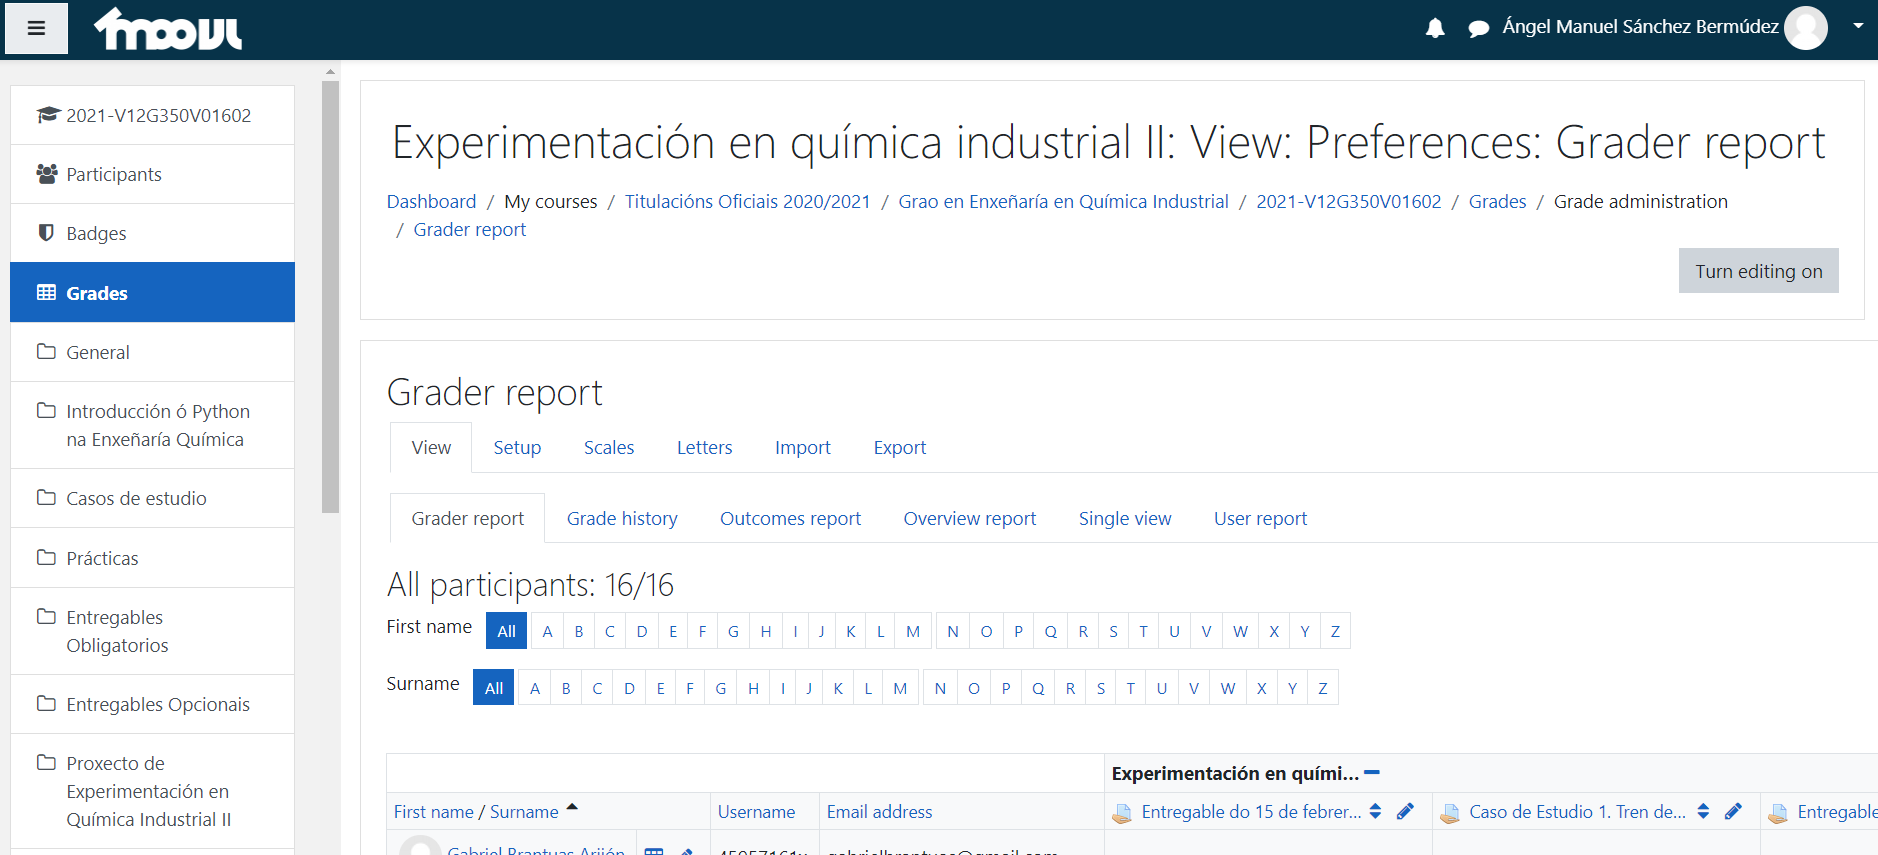 moovi
Ángel Manuel Sánchez Bermúdez
2021-V12G350V01602
Participants
Badges
Grades
General
Introducción ó Python
na Enxeñaría Química
Casos de estudio
Prácticas
Entregables
Obligatorios
Entregables Opcionais
Proxecto de
Experimentación en
Química Industrial II
Experimentación en química industrial II: View: Preferences: Grader report
Dashboard / My courses / Titulacións Oficiais 2020/2021 / Grao en Enxeñaría en Química Industrial / 2021-V12G350V01602 / Grades / Grade administration
/ Grader report
Turn editing on
Grader report
View Setup Scales Letters Import Export
Grader report Grade history Outcomes report Overview report Single view User report
All participants: 16/16
First name All A B C D E F G H I J K L M N O P Q R S T U V W X Y Z
Surname All A B C D E F G H I J K L M N O P Q R S T U V W X Y Z
Experimentación en quími...
First name / Surname Username Email address Entregable do 15 de febrer... Caso de Estudio 1. Tren de... Entregable
Gabriel Brantuas Arijón